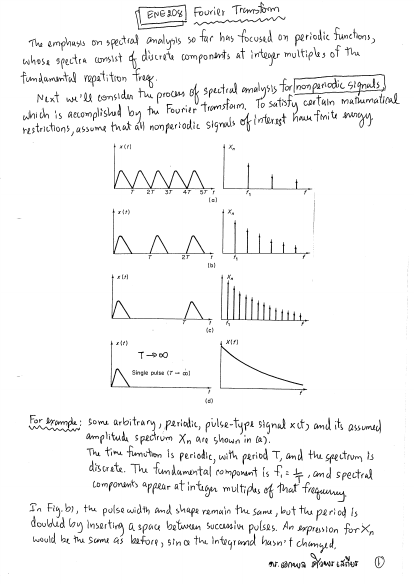 ENE208 Fourier Transform
The emphasis on spectral analysis so far has focused on periodic functions,
whose spectra consist of discrete components at integer multiples of the
fundamental repetition freq.
Next we'll consider the process of spectral analysis for nonperiodic signals,
which is accomplished by the Fourier transform. To satisfy certain mathematical
restrictions, assume that all nonperiodic signals of interest have finite energy.
x(t) Xn
T 2T 3T 4T 5T t f1 f
(a)
x(t) Xn
T 2T t f1 f
(b)
x(t) Xn
T t f1 f
(c)
x(t) X(f)
T→∞
Single pulse (T → ∞)
t f
(d)
For example: some arbitrary, periodic, pulse-type signal x(t) and its assumed
amplitude spectrum Xn are shown in (a).
The time function is periodic, with period T, and the spectrum is
discrete. The fundamental component is f1 = 1/T, and spectral
components appear at integer multiples of that frequency.
In Fig. b), the pulse width and shape remain the same, but the period is
doubled by inserting a space between successive pulses. An expression for Xn
would be the same as before, since the integrand hasn't changed.
1